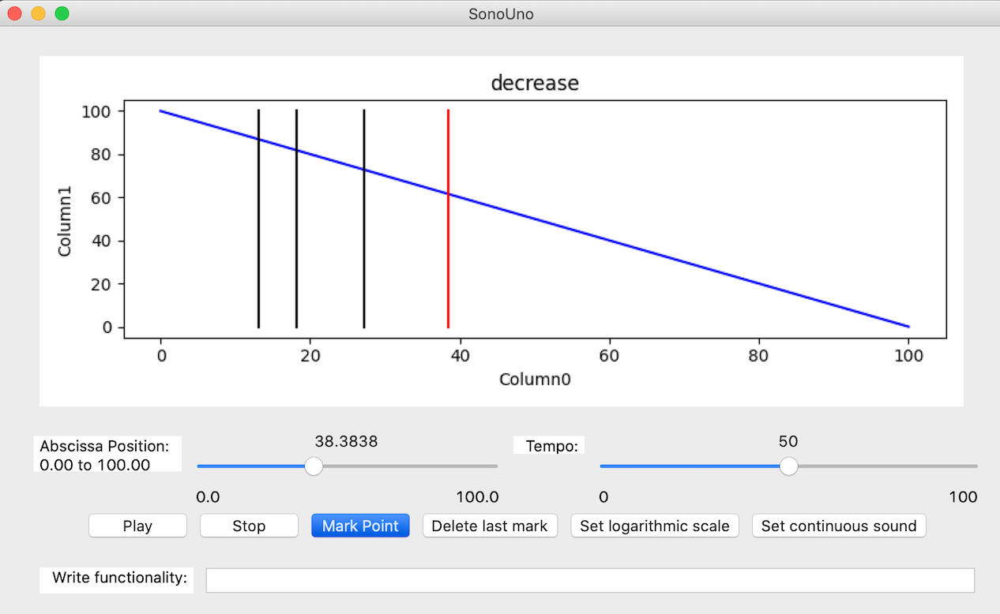 SonoUno
decrease
100
80
60
40
20
0
Column1
0 20 40 60 80 100
Column0
Abscissa Position:
0.00 to 100.00
38.3838
0.0 100.0
Tempo:
50
0 100
Play Stop Mark Point Delete last mark Set logarithmic scale Set continuous sound
Write functionality: